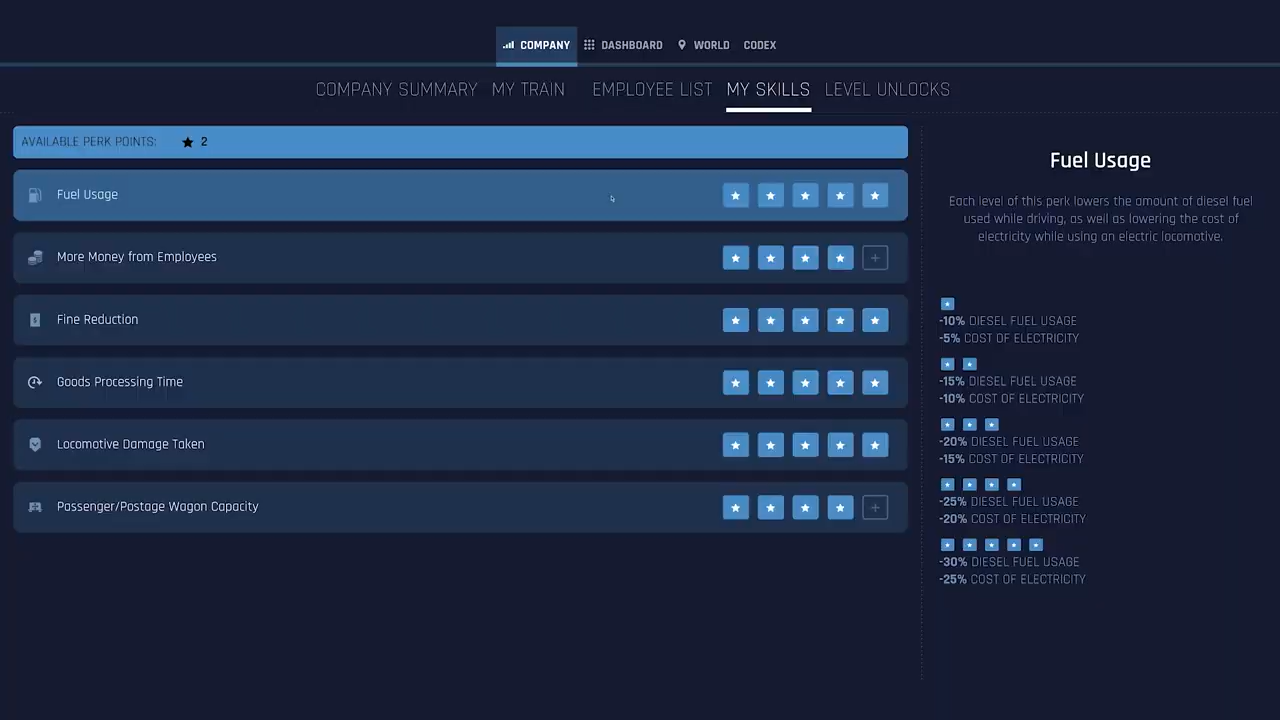 COMPANY DASHBOARD WORLD CODEX
COMPANY SUMMARY MY TRAIN EMPLOYEE LIST MY SKILLS LEVEL UNLOCKS
AVAILABLE PERK POINTS: 2
Fuel Usage
More Money from Employees
Fine Reduction
Goods Processing Time
Locomotive Damage Taken
Passenger/Postage Wagon Capacity
Fuel Usage
Each level of this perk lowers the amount of diesel fuel
used while driving, as well as lowering the cost of
electricity while using an electric locomotive.
-10% DIESEL FUEL USAGE
-5% COST OF ELECTRICITY
-15% DIESEL FUEL USAGE
-10% COST OF ELECTRICITY
-20% DIESEL FUEL USAGE
-15% COST OF ELECTRICITY
-25% DIESEL FUEL USAGE
-20% COST OF ELECTRICITY
-30% DIESEL FUEL USAGE
-25% COST OF ELECTRICITY